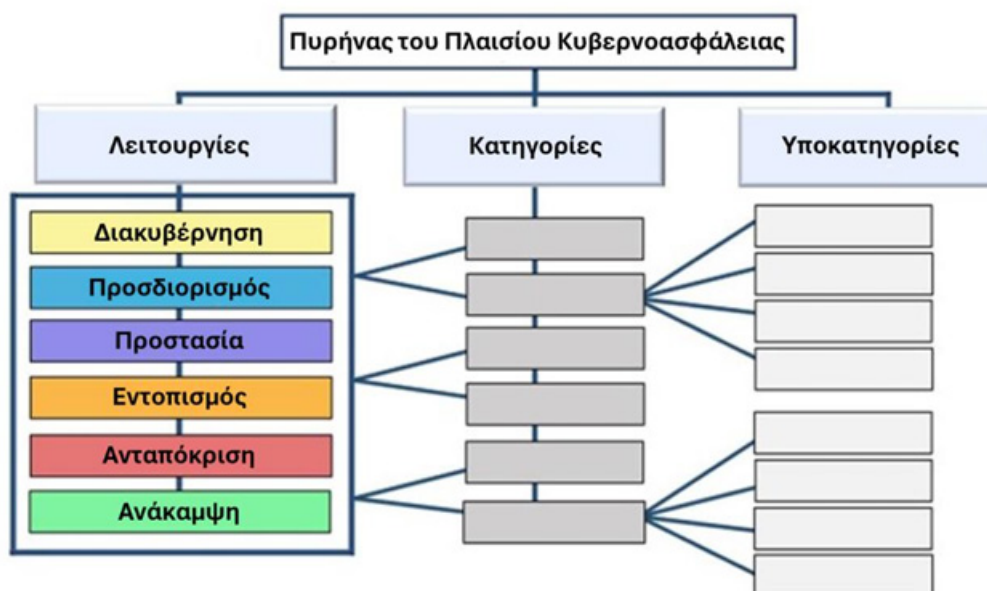 Πυρήνας του Πλαισίου Κυβερνοασφάλειας
Λειτουργίες
Κατηγορίες
Υποκατηγορίες
Διακυβέρνηση
Προσδιορισμός
Προστασία
Εντοπισμός
Ανταπόκριση
Ανάκαμψη